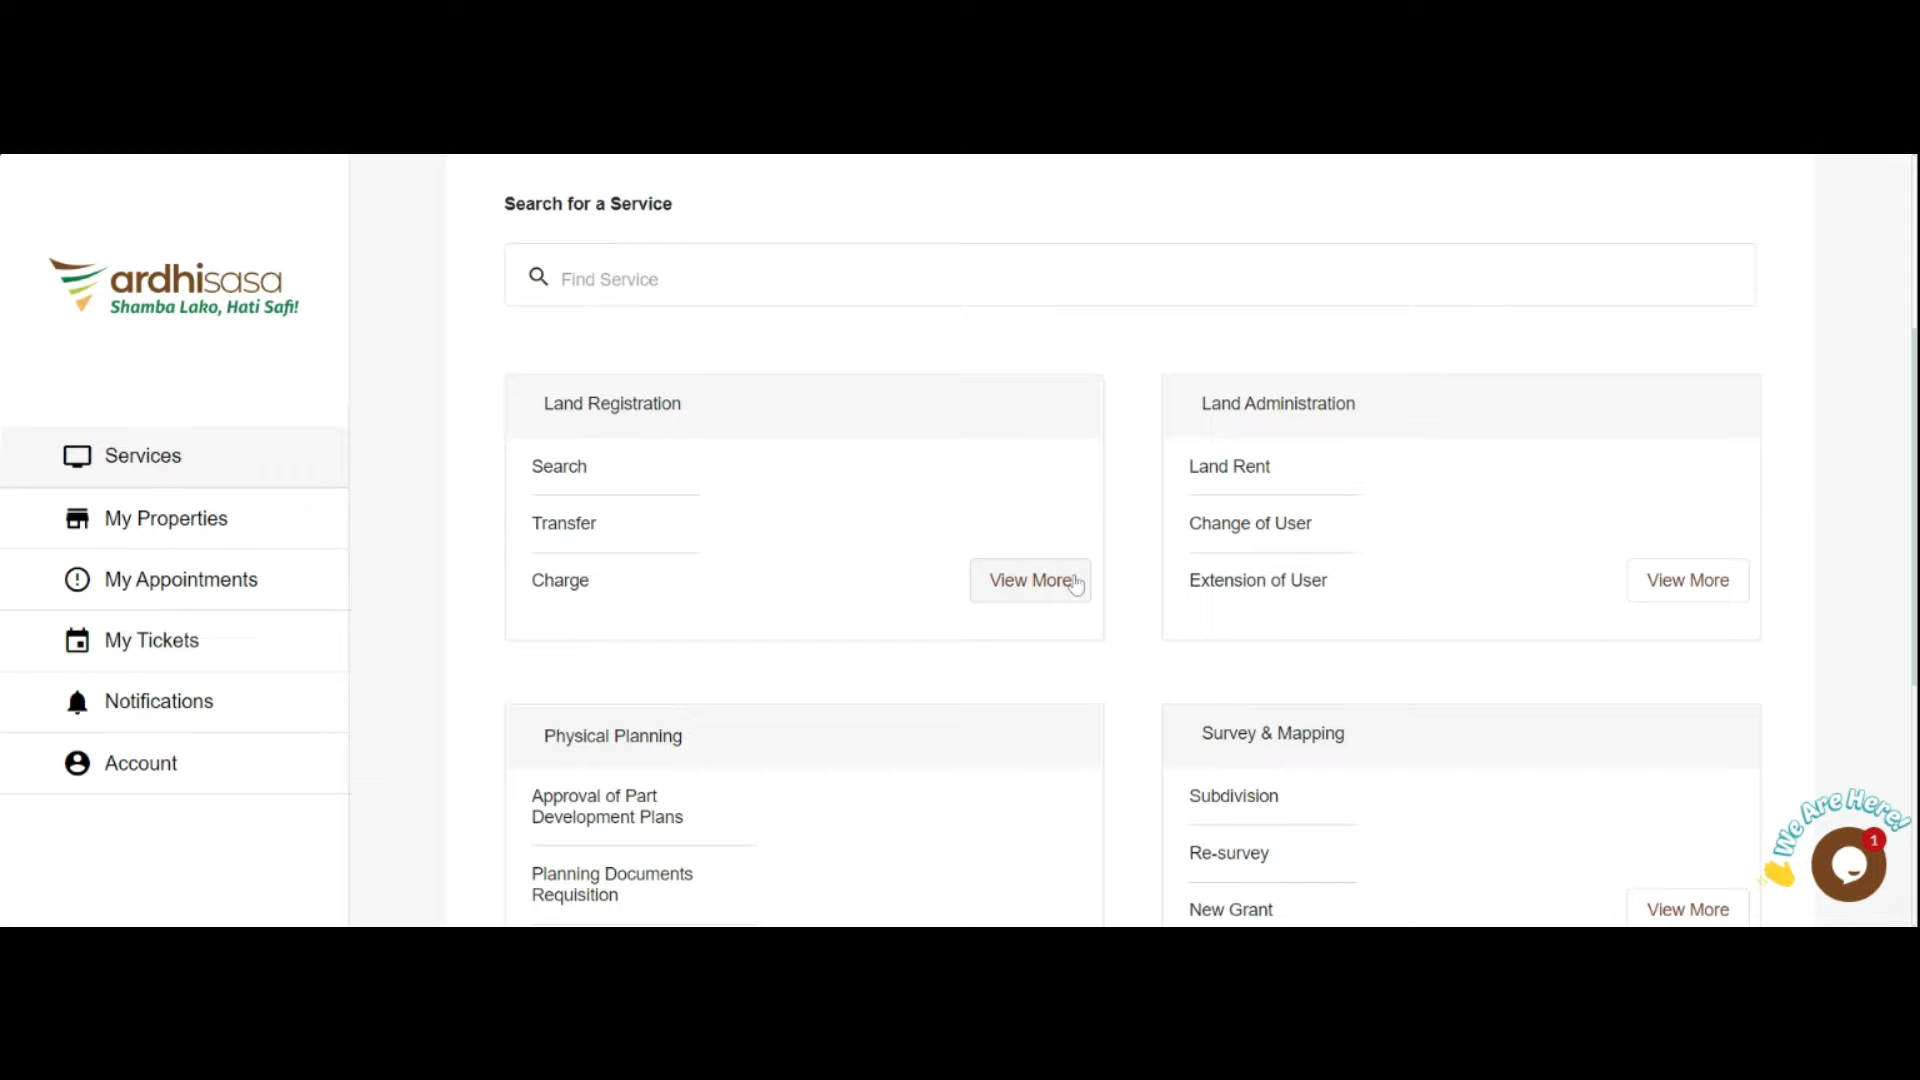 ardhisasa
Shamba Lako, Hati Safi!
Services
My Properties
My Appointments
My Tickets
Notifications
Account
Search for a Service
Find Service
Land Registration
Search
Transfer
Charge
View More
Land Administration
Land Rent
Change of User
Extension of User
View More
Physical Planning
Approval of Part
Development Plans
Planning Documents
Requisition
Survey & Mapping
Subdivision
Re-survey
New Grant
View More
We Are Here!
1